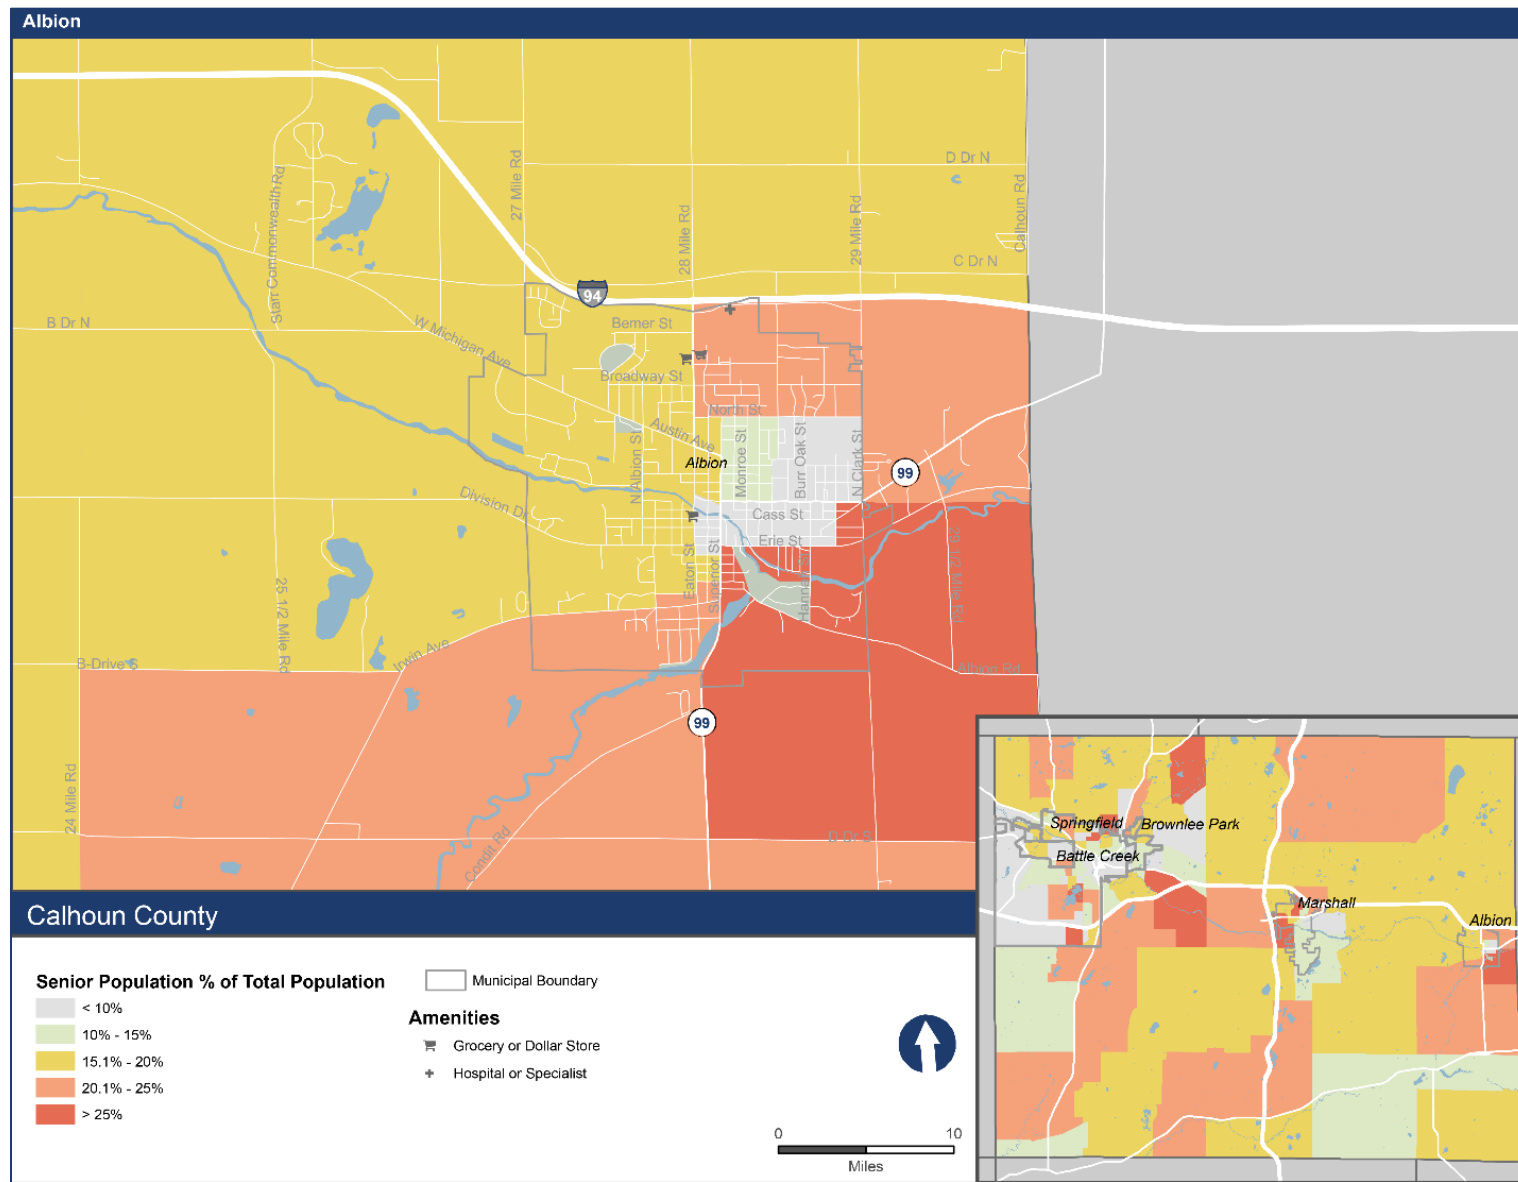 Albion
D Dr N
27 Mile Rd
Starr Commonwealth Rd
28 Mile Rd
29 Mile Rd
Calhoun Rd
C Dr N
94
B Dr N
W Michigan Ave
Berner St
Broadway St
North St
Austin Ave
N Albion St
Albion
Monroe St
Burr Oak St
N Clark St
99
Division Dr
Cass St
Erie St
Eaton St
Superior St
Hannah St
29 1/2 Mile Rd
25 1/2 Mile Rd
B-Drive S
Irwin Ave
Albion Rd
99
24 Mile Rd
Condit Rd
D Dr S
Calhoun County
Senior Population % of Total Population
< 10%
10% - 15%
15.1% - 20%
20.1% - 25%
> 25%
Municipal Boundary
Amenities
Grocery or Dollar Store
Hospital or Specialist
0 10
Miles
Springfield
Brownlee Park
Battle Creek
Marshall
Albion